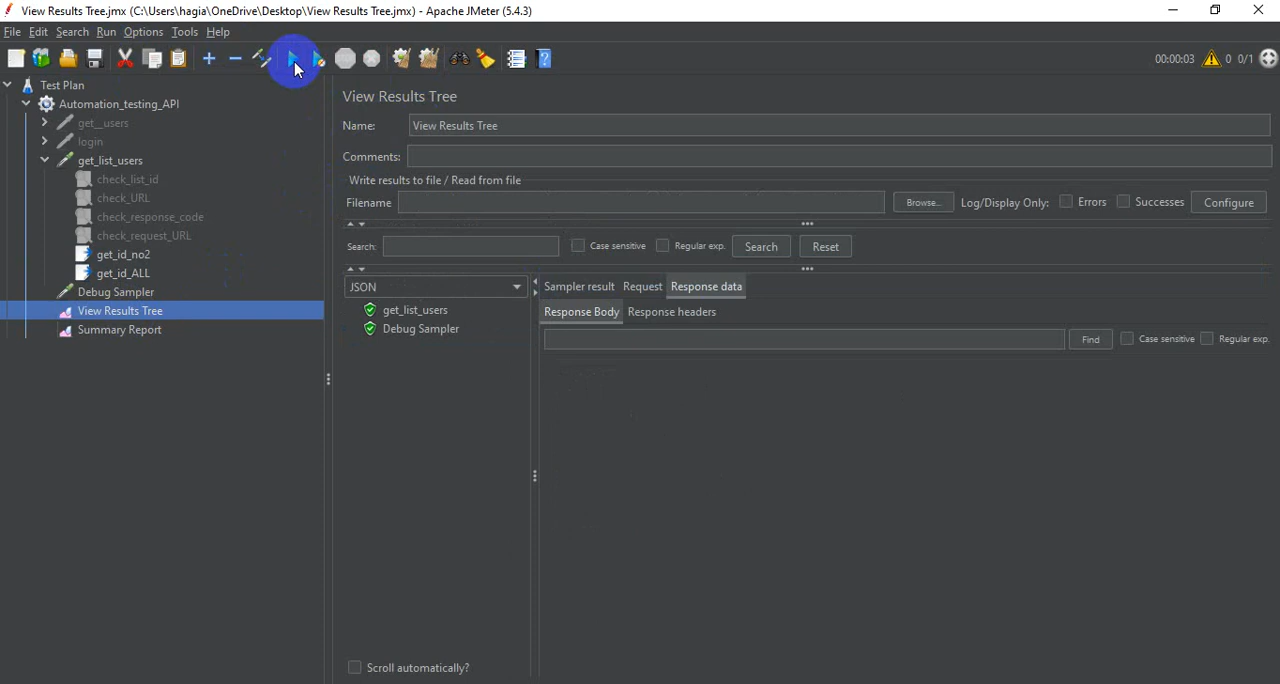 View Results Tree.jmx (C:\Users\hagia\OneDrive\Desktop\View Results Tree.jmx) - Apache JMeter (5.4.3)
File Edit Search Run Options Tools Help
00:00:03 0 0/1
Test Plan
Automation_testing_API
get__users
login
get_list_users
check_list_id
check_URL
check_response_code
check_request_URL
get_id_no2
get_id_ALL
Debug Sampler
View Results Tree
Summary Report
View Results Tree
Name: View Results Tree
Comments:
Write results to file / Read from file
Filename Browse... Log/Display Only: Errors Successes Configure
Search: Case sensitive Regular exp. Search Reset
JSON
get_list_users
Debug Sampler
Scroll automatically?
Sampler result Request Response data
Response Body Response headers
Find Case sensitive Regular exp.